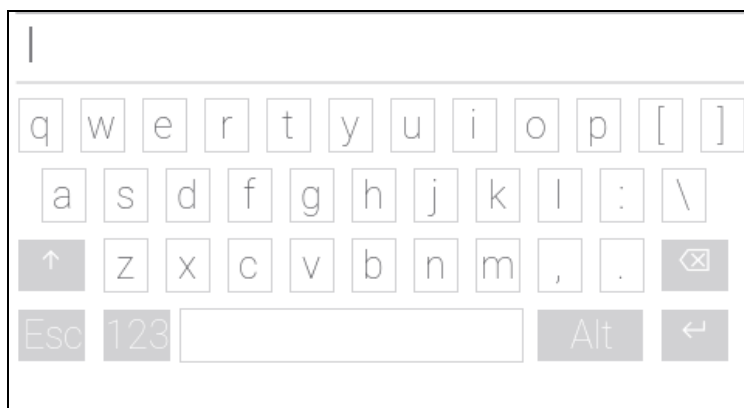 q w e r t y u i o p [ ]
a s d f g h j k l : \
↑ z x c v b n m , . ⌫
Esc 123 Alt ↵